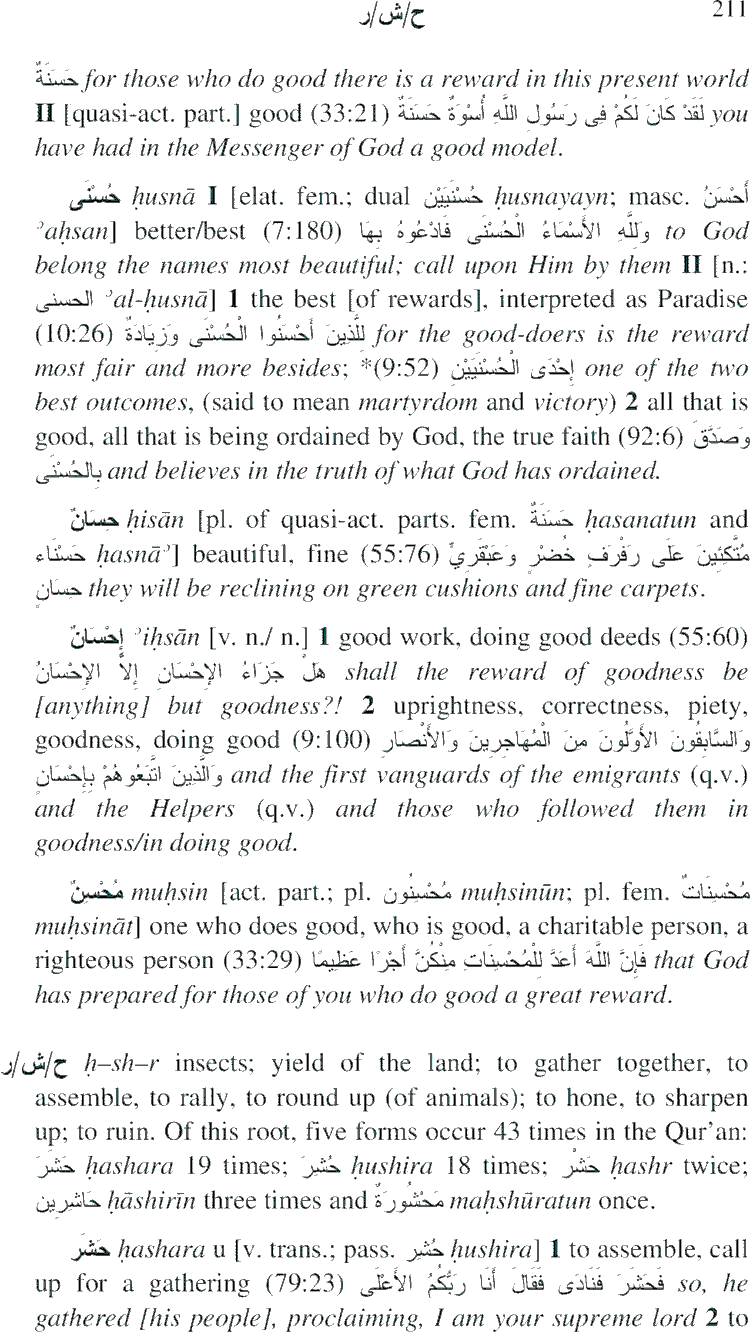 ح/ش/ر 211
حَسَنَةٌ for those who do good there is a reward in this present world
II [quasi-act. part.] good (33:21) لَقَدْ كَانَ لَكُمْ فِى رَسُولِ اللَّهِ أُسْوَةٌ حَسَنَةٌ you
have had in the Messenger of God a good model.
حُسْنَى ḥusnā I [elat. fem.; dual حُسْنَيَيْنِ ḥusnayayn; masc. أَحْسَنُ
ʾaḥsan] better/best (7:180) وَلِلَّهِ الأَسْمَاءُ الْحُسْنَى فَادْعُوهُ بِهَا to God
belong the names most beautiful; call upon Him by them II [n.:
الحسنى ʾal-ḥusnā] 1 the best [of rewards], interpreted as Paradise
(10:26) لِلَّذِينَ أَحْسَنُوا الْحُسْنَى وَزِيَادَةٌ for the good-doers is the reward
most fair and more besides; *(9:52) إِحْدَى الْحُسْنَيَيْنِ one of the two
best outcomes, (said to mean martyrdom and victory) 2 all that is
good, all that is being ordained by God, the true faith (92:6) وَصَدَّقَ
بِالْحُسْنَى and believes in the truth of what God has ordained.
حِسَانٌ ḥisān [pl. of quasi-act. parts. fem. حَسَنَةٌ ḥasanatun and
حَسْنَاء ḥasnāʾ] beautiful, fine (55:76) مُتَّكِئِينَ عَلَى رَفْرَفٍ خُضْرٍ وَعَبْقَرِيٍّ
حِسَانٍ they will be reclining on green cushions and fine carpets.
إِحْسَانٌ ʾiḥsān [v. n./ n.] 1 good work, doing good deeds (55:60)
هَلْ جَزَاءُ الإِحْسَانِ إِلاَّ الإِحْسَانُ shall the reward of goodness be
[anything] but goodness?! 2 uprightness, correctness, piety,
goodness, doing good (9:100) وَالسَّابِقُونَ الأَوَّلُونَ مِنَ الْمُهَاجِرِينَ وَالأَنْصَارِ
وَالَّذِينَ اتَّبَعُوهُمْ بِإِحْسَانٍ and the first vanguards of the emigrants (q.v.)
and the Helpers (q.v.) and those who followed them in
goodness/in doing good.
مُحْسِنٌ muḥsin [act. part.; pl. مُحْسِنُون muḥsinūn; pl. fem. مُحْسِنَاتٌ
muḥsināt] one who does good, who is good, a charitable person, a
righteous person (33:29) فَإِنَّ اللَّهَ أَعَدَّ لِلْمُحْسِنَاتِ مِنْكُنَّ أَجْرًا عَظِيمًا that God
has prepared for those of you who do good a great reward.
ح/ش/ر ḥ–sh–r insects; yield of the land; to gather together, to
assemble, to rally, to round up (of animals); to hone, to sharpen
up; to ruin. Of this root, five forms occur 43 times in the Qur’an:
حَشَرَ ḥashara 19 times; حُشِرَ ḥushira 18 times; حَشْر ḥashr twice;
حَاشِرِين ḥāshirīn three times and مَحْشُورَةٌ maḥshūratun once.
حَشَر ḥashara u [v. trans.; pass. حُشِر ḥushira] 1 to assemble, call
up for a gathering (79:23) فَحَشَرَ فَنَادَى فَقَالَ أَنَا رَبُّكُمُ الأَعْلَى so, he
gathered [his people], proclaiming, I am your supreme lord 2 to